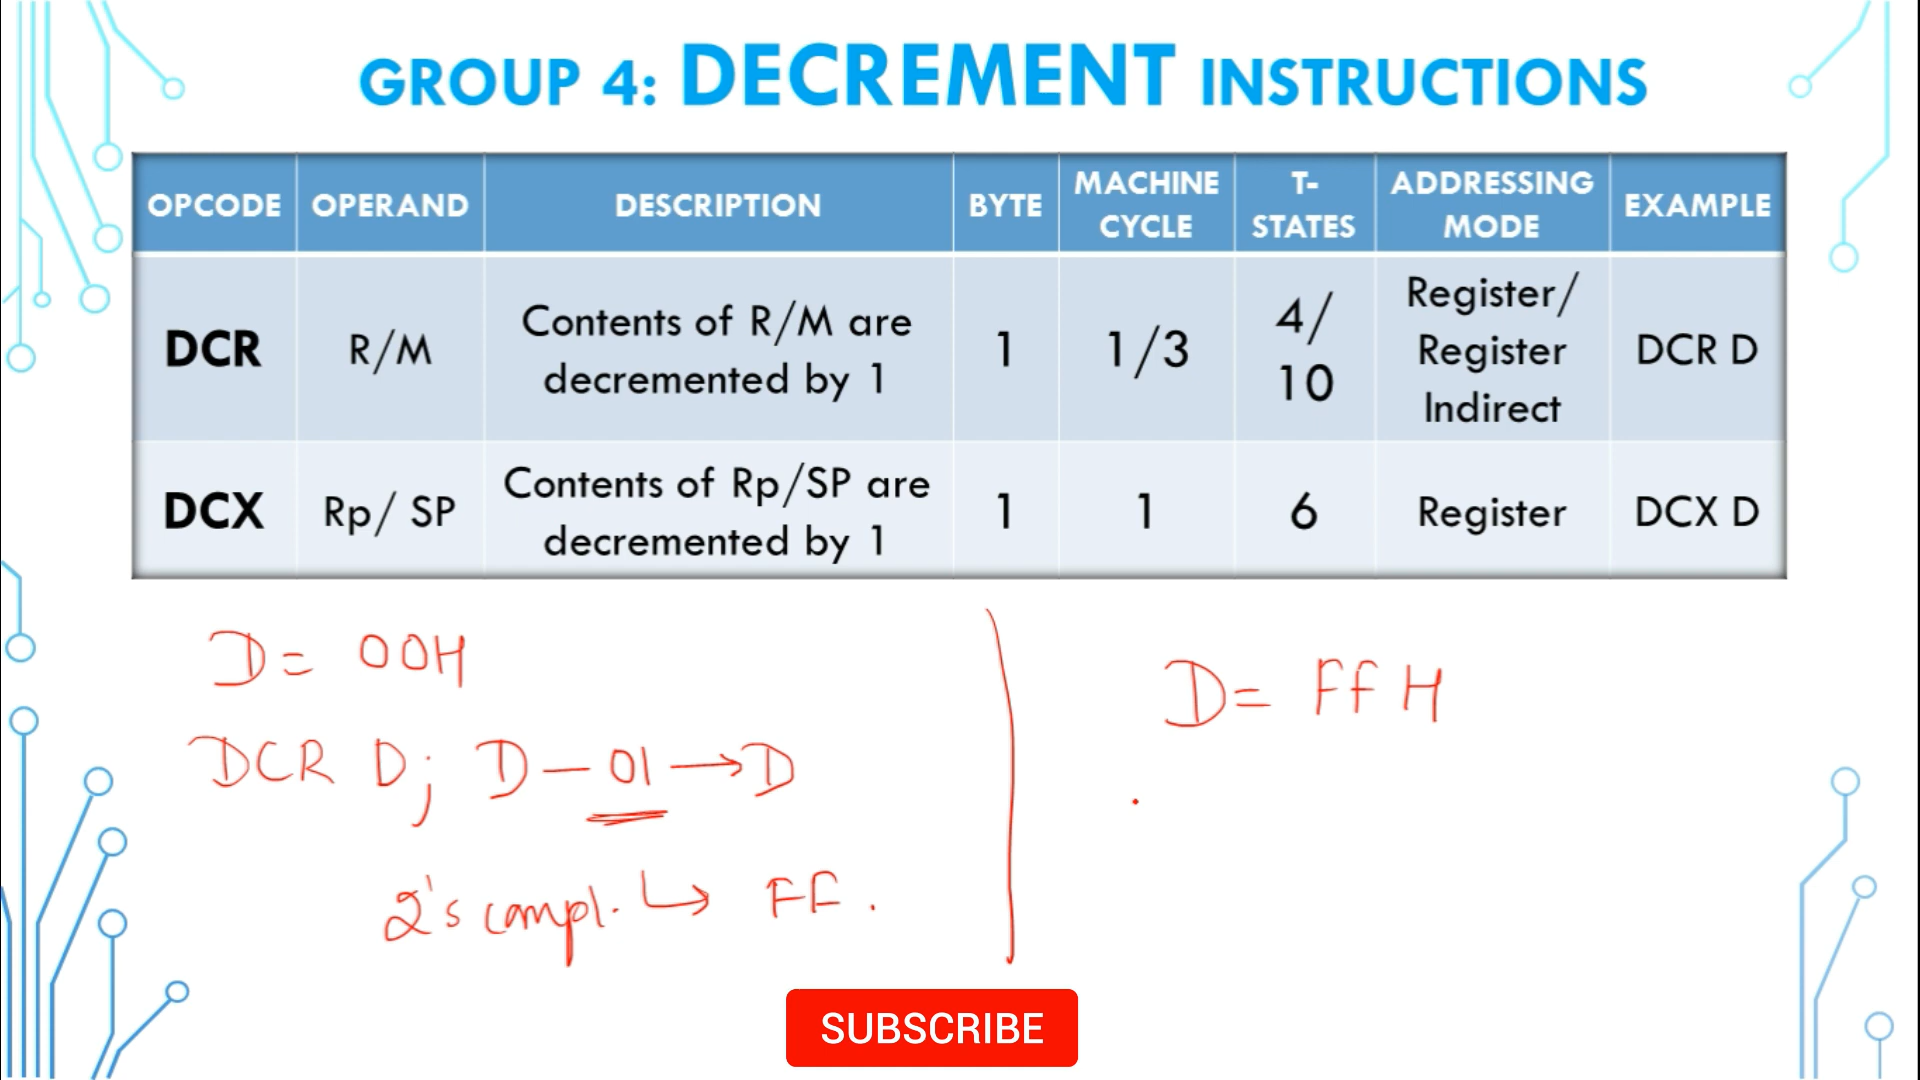 GROUP 4: DECREMENT INSTRUCTIONS
OPCODE OPERAND DESCRIPTION BYTE MACHINE CYCLE T-STATES ADDRESSING MODE EXAMPLE
DCR R/M Contents of R/M are decremented by 1 1 1/3 4/10 Register/Register Indirect DCR D
DCX Rp/ SP Contents of Rp/SP are decremented by 1 1 1 6 Register DCX D
D= 00H
DCR D; D – 01 → D
2's compl. ↳ FF.
D= FFH
SUBSCRIBE